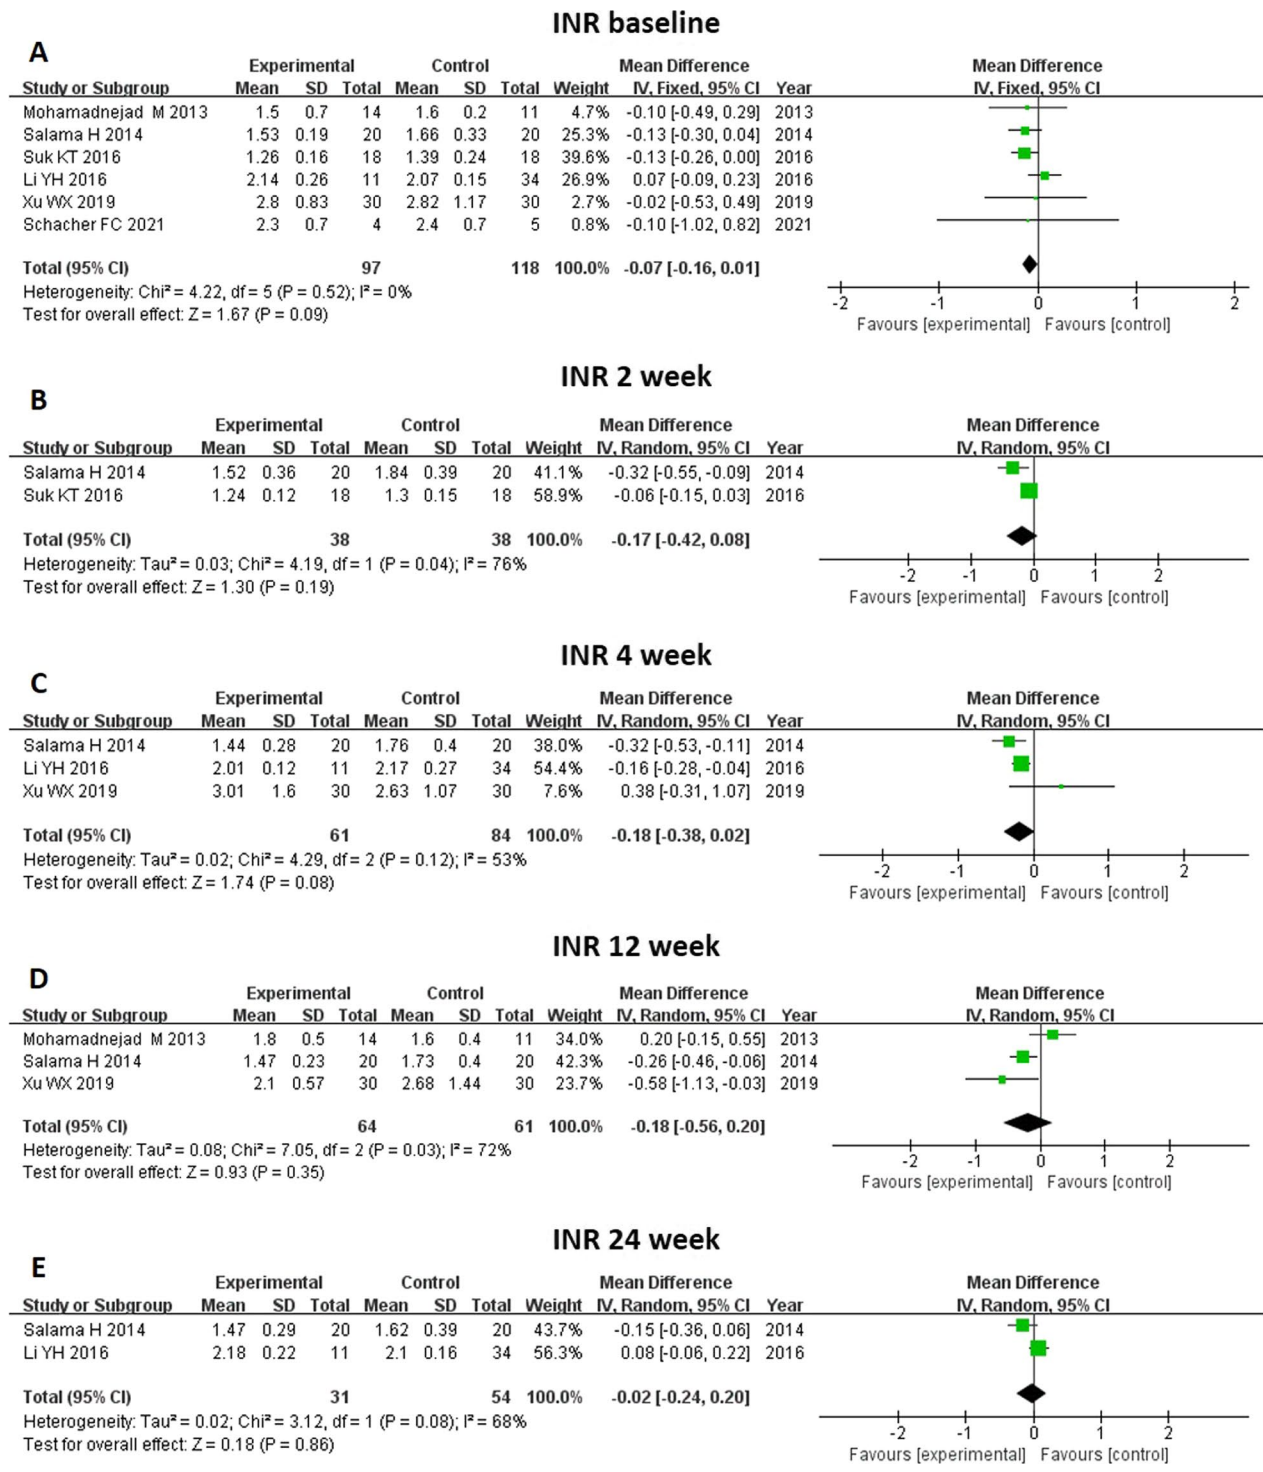 INR baseline
A
Experimental Control Mean Difference Mean Difference
Study or Subgroup Mean SD Total Mean SD Total Weight IV, Fixed, 95% CI Year IV, Fixed, 95% CI
Mohamadnejad M 2013 1.5 0.7 14 1.6 0.2 11 4.7% -0.10 [-0.49, 0.29] 2013
Salama H 2014 1.53 0.19 20 1.66 0.33 20 25.3% -0.13 [-0.30, 0.04] 2014
Suk KT 2016 1.26 0.16 18 1.39 0.24 18 39.6% -0.13 [-0.26, 0.00] 2016
Li YH 2016 2.14 0.26 11 2.07 0.15 34 26.9% 0.07 [-0.09, 0.23] 2016
Xu WX 2019 2.8 0.83 30 2.82 1.17 30 2.7% -0.02 [-0.53, 0.49] 2019
Schacher FC 2021 2.3 0.7 4 2.4 0.7 5 0.8% -0.10 [-1.02, 0.82] 2021
Total (95% CI) 97 118 100.0% -0.07 [-0.16, 0.01]
Heterogeneity: Chi² = 4.22, df = 5 (P = 0.52); I² = 0%
Test for overall effect: Z = 1.67 (P = 0.09)
-2 -1 0 1 2
Favours [experimental] Favours [control]
INR 2 week
B
Experimental Control Mean Difference Mean Difference
Study or Subgroup Mean SD Total Mean SD Total Weight IV, Random, 95% CI Year IV, Random, 95% CI
Salama H 2014 1.52 0.36 20 1.84 0.39 20 41.1% -0.32 [-0.55, -0.09] 2014
Suk KT 2016 1.24 0.12 18 1.3 0.15 18 58.9% -0.06 [-0.15, 0.03] 2016
Total (95% CI) 38 38 100.0% -0.17 [-0.42, 0.08]
Heterogeneity: Tau² = 0.03; Chi² = 4.19, df = 1 (P = 0.04); I² = 76%
Test for overall effect: Z = 1.30 (P = 0.19)
-2 -1 0 1 2
Favours [experimental] Favours [control]
INR 4 week
C
Experimental Control Mean Difference Mean Difference
Study or Subgroup Mean SD Total Mean SD Total Weight IV, Random, 95% CI Year IV, Random, 95% CI
Salama H 2014 1.44 0.28 20 1.76 0.4 20 38.0% -0.32 [-0.53, -0.11] 2014
Li YH 2016 2.01 0.12 11 2.17 0.27 34 54.4% -0.16 [-0.28, -0.04] 2016
Xu WX 2019 3.01 1.6 30 2.63 1.07 30 7.6% 0.38 [-0.31, 1.07] 2019
Total (95% CI) 61 84 100.0% -0.18 [-0.38, 0.02]
Heterogeneity: Tau² = 0.02; Chi² = 4.29, df = 2 (P = 0.12); I² = 53%
Test for overall effect: Z = 1.74 (P = 0.08)
-2 -1 0 1 2
Favours [experimental] Favours [control]
INR 12 week
D
Experimental Control Mean Difference Mean Difference
Study or Subgroup Mean SD Total Mean SD Total Weight IV, Random, 95% CI Year IV, Random, 95% CI
Mohamadnejad M 2013 1.8 0.5 14 1.6 0.4 11 34.0% 0.20 [-0.15, 0.55] 2013
Salama H 2014 1.47 0.23 20 1.73 0.4 20 42.3% -0.26 [-0.46, -0.06] 2014
Xu WX 2019 2.1 0.57 30 2.68 1.44 30 23.7% -0.58 [-1.13, -0.03] 2019
Total (95% CI) 64 61 100.0% -0.18 [-0.56, 0.20]
Heterogeneity: Tau² = 0.08; Chi² = 7.05, df = 2 (P = 0.03); I² = 72%
Test for overall effect: Z = 0.93 (P = 0.35)
-2 -1 0 1 2
Favours [experimental] Favours [control]
INR 24 week
E
Experimental Control Mean Difference Mean Difference
Study or Subgroup Mean SD Total Mean SD Total Weight IV, Random, 95% CI Year IV, Random, 95% CI
Salama H 2014 1.47 0.29 20 1.62 0.39 20 43.7% -0.15 [-0.36, 0.06] 2014
Li YH 2016 2.18 0.22 11 2.1 0.16 34 56.3% 0.08 [-0.06, 0.22] 2016
Total (95% CI) 31 54 100.0% -0.02 [-0.24, 0.20]
Heterogeneity: Tau² = 0.02; Chi² = 3.12, df = 1 (P = 0.08); I² = 68%
Test for overall effect: Z = 0.18 (P = 0.86)
-2 -1 0 1 2
Favours [experimental] Favours [control]